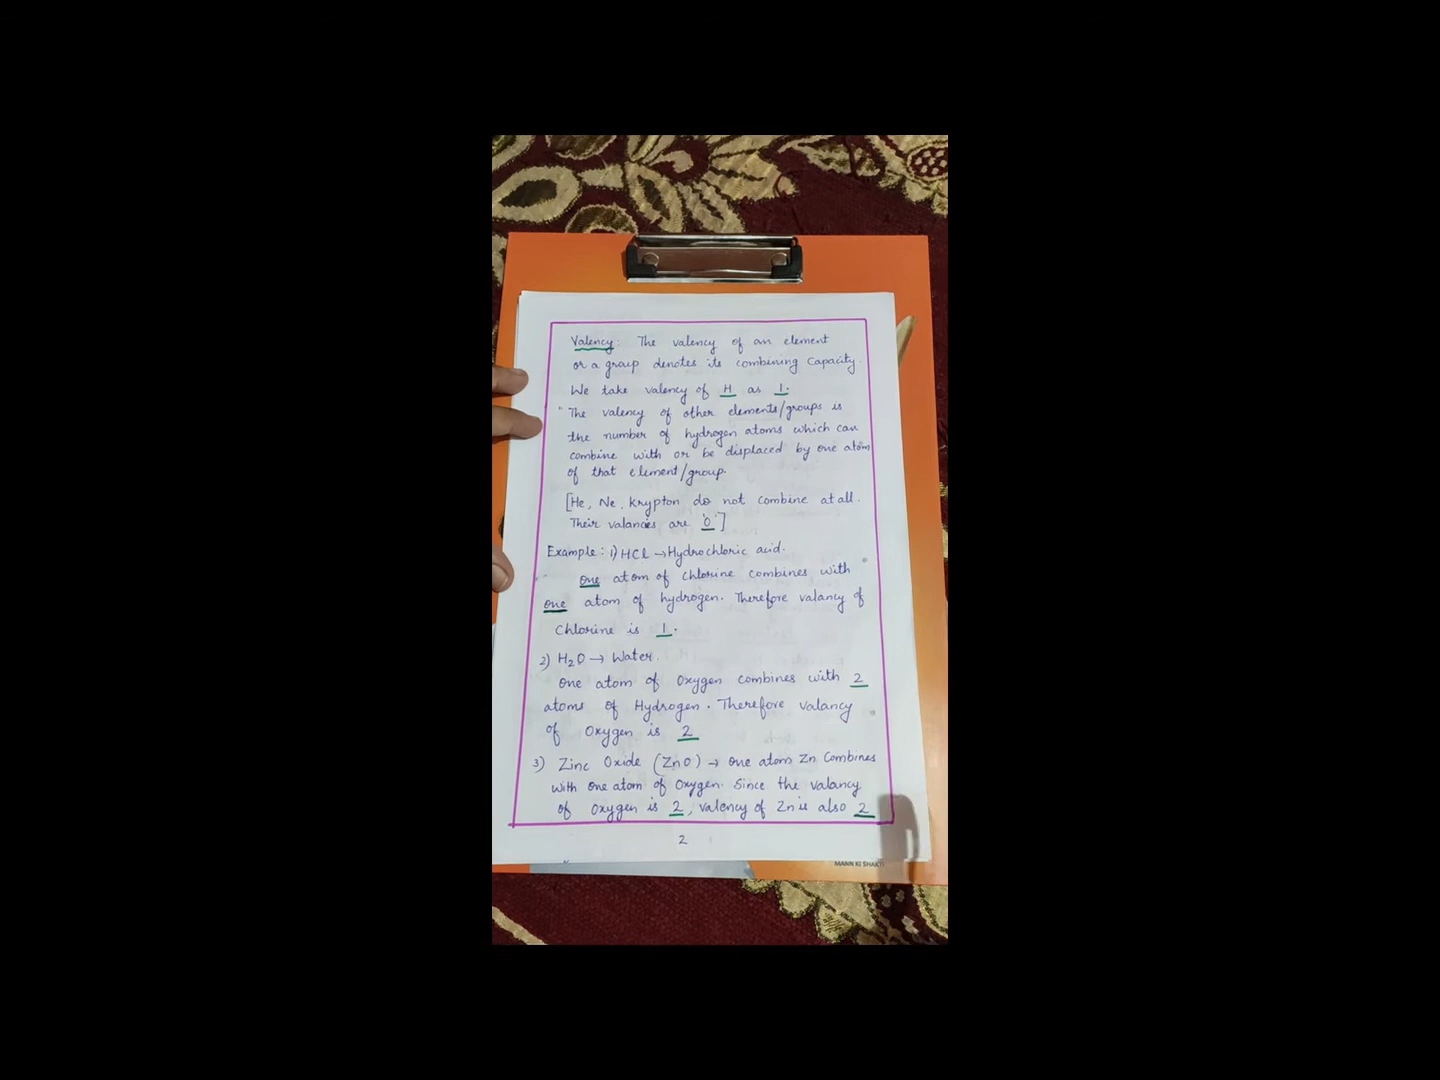 Valency: The valency of an element
or a group denotes its combining capacity.
We take valency of H as 1.
"The valency of other elements/groups is
the number of hydrogen atoms which can
combine with or be displaced by one atom
of that element/group.
[He, Ne, Krypton do not combine at all.
Their valancies are '0']
Example: 1) HCl → Hydrochloric acid.
One atom of chlorine combines with
one atom of hydrogen. Therefore valancy of
Chlorine is 1.
2) H₂O → Water.
One atom of Oxygen combines with 2
atoms of Hydrogen. Therefore valancy
of Oxygen is 2
3) Zinc Oxide (ZnO) → One atom Zn Combines
with one atom of Oxygen. Since the valancy
of Oxygen is 2, valency of Zn is also 2
2
MANN KI SHAKTI